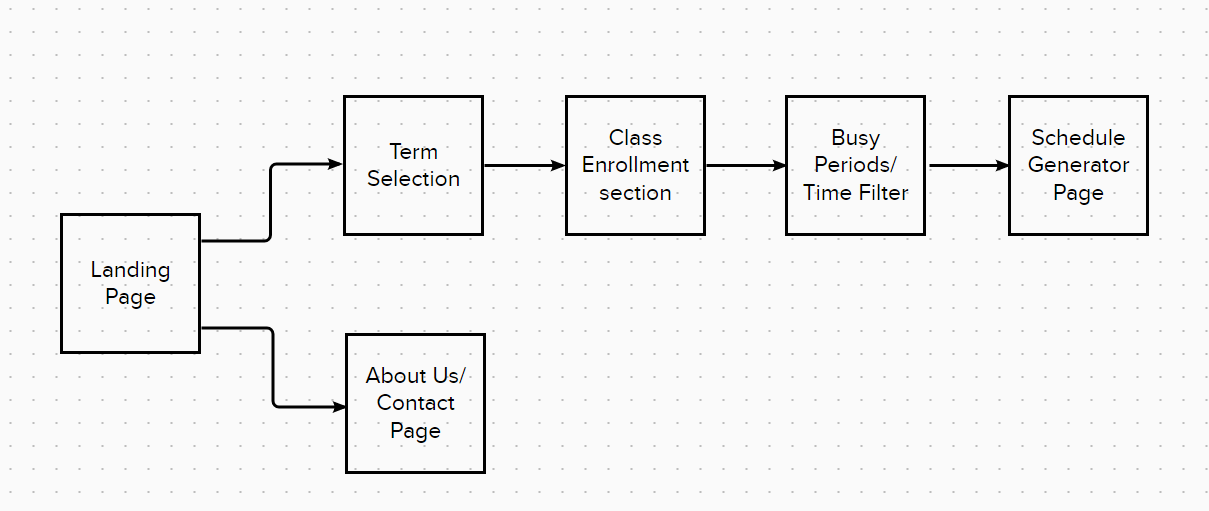 Landing
Page
Term
Selection
Class
Enrollment
section
Busy
Periods/
Time Filter
Schedule
Generator
Page
About Us/
Contact
Page